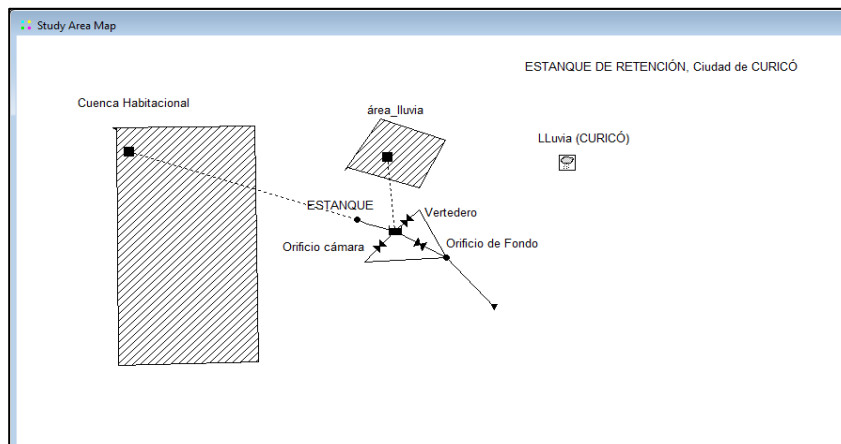 Study Area Map
ESTANQUE DE RETENCIÓN, Ciudad de CURICÓ
Cuenca Habitacional
área_lluvia
LLuvia (CURICÓ)
ESTANQUE
Vertedero
Orificio cámara
Orificio de Fondo